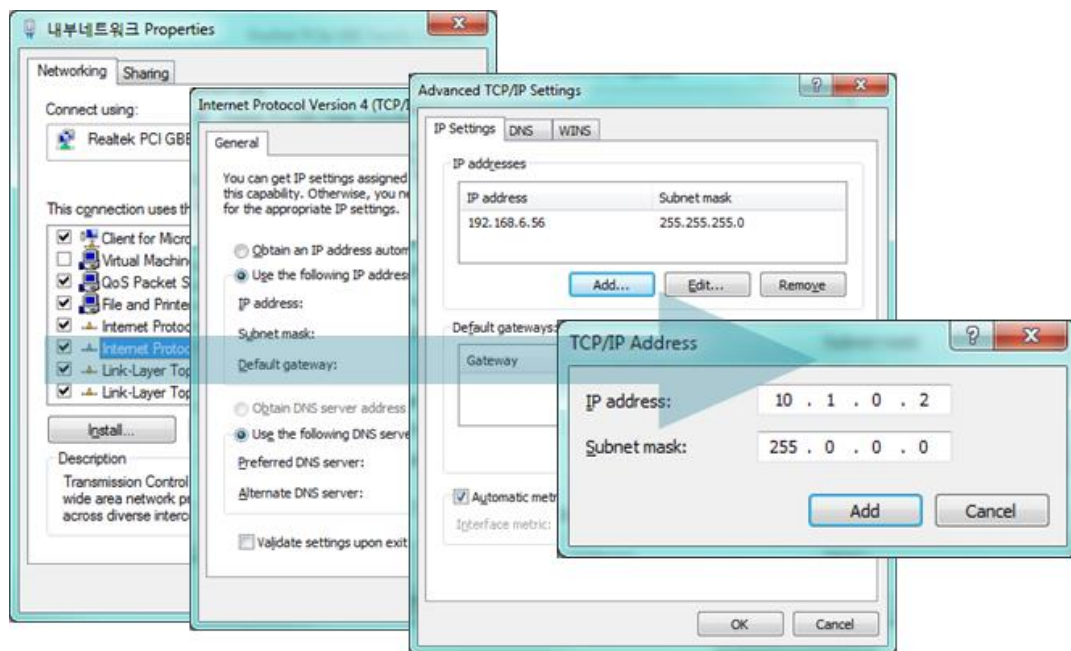 내부네트워크 Properties
Networking
Sharing
Connect using:
Realtek PCI GBE
This connection uses th
Client for Micro
Virtual Machin
QoS Packet S
File and Printe
Internet Protoc
Internet Protoc
Link-Layer Top
Link-Layer Top
Install...
Description
Transmission Control
wide area network pr
across diverse interco
Internet Protocol Version 4 (TCP/I
General
You can get IP settings assigned
this capability. Otherwise, you ne
for the appropriate IP settings.
Obtain an IP address autom
Use the following IP address
IP address:
Subnet mask:
Default gateway:
Obtain DNS server address
Use the following DNS serve
Preferred DNS server:
Alternate DNS server:
Validate settings upon exit
Advanced TCP/IP Settings
IP Settings
DNS
WINS
IP addresses
IP address Subnet mask
192.168.6.56 255.255.255.0
Add...
Edit...
Remove
Default gateways:
Gateway
Automatic metr
Interface metric:
OK
Cancel
TCP/IP Address
IP address: 10 . 1 . 0 . 2
Subnet mask: 255 . 0 . 0 . 0
Add
Cancel